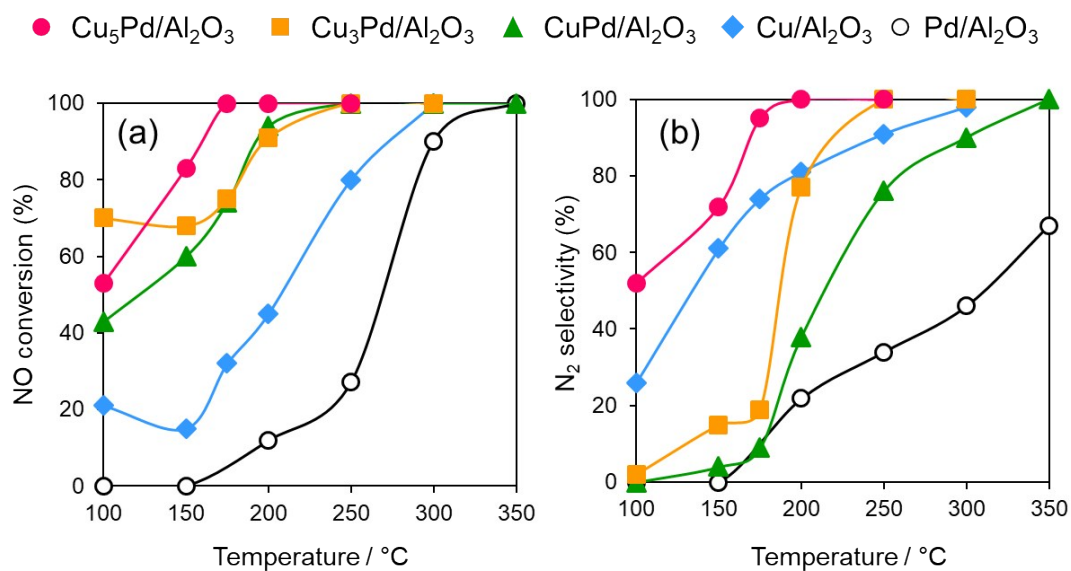 Cu5Pd/Al2O3 Cu3Pd/Al2O3 CuPd/Al2O3 Cu/Al2O3 Pd/Al2O3
(a)
NO conversion (%)
100
80
60
40
20
0
100 150 200 250 300 350
Temperature / °C
(b)
N2 selectivity (%)
100
80
60
40
20
0
100 150 200 250 300 350
Temperature / °C